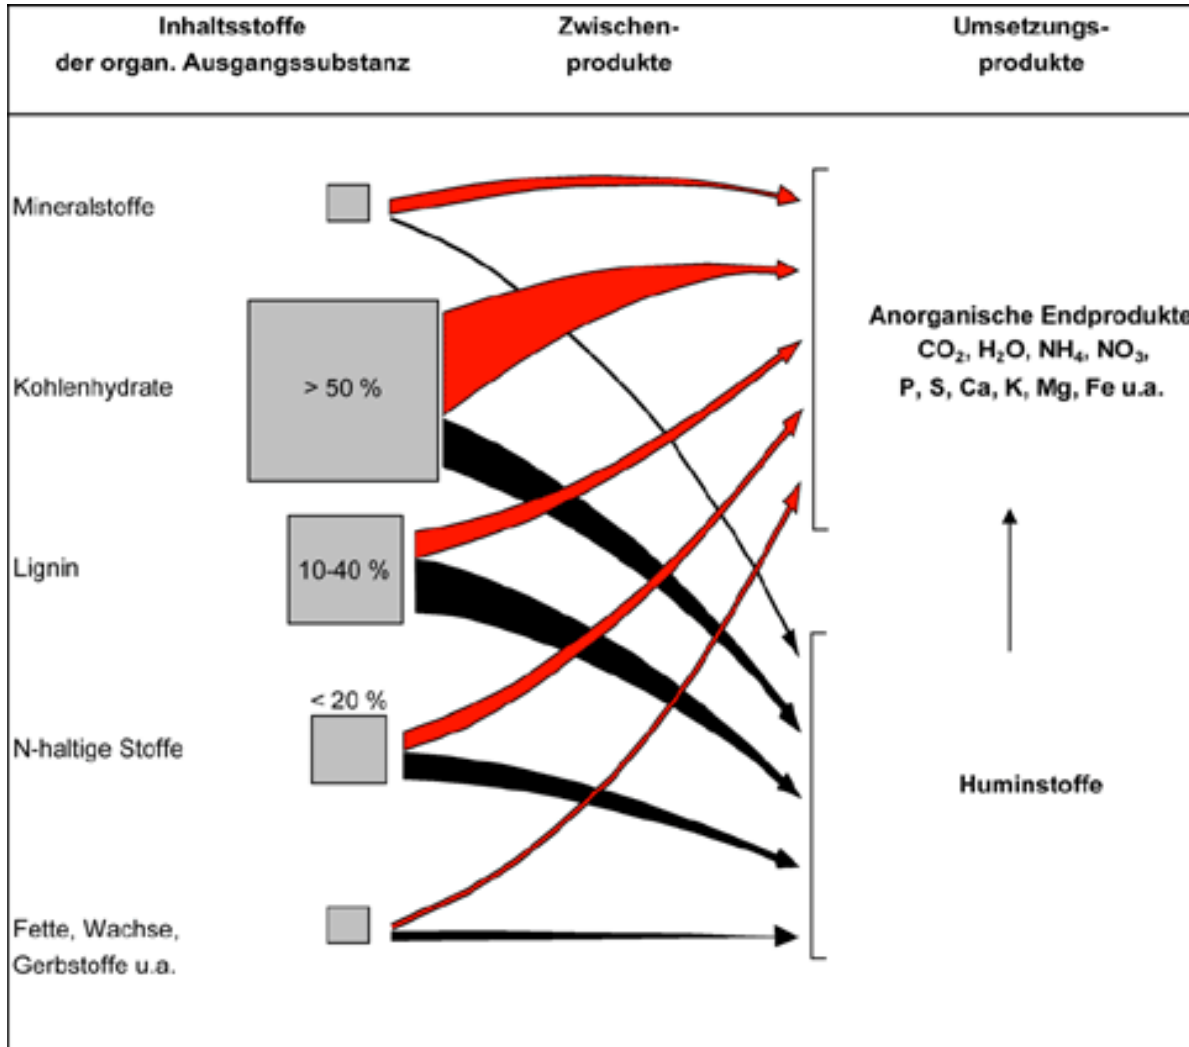 Inhaltsstoffe
der organ. Ausgangssubstanz
Zwischen-
produkte
Umsetzungs-
produkte
Mineralstoffe
Kohlenhydrate
> 50 %
Lignin
10-40 %
< 20 %
N-haltige Stoffe
Fette, Wachse,
Gerbstoffe u.a.
Anorganische Endprodukte
CO₂, H₂O, NH₄, NO₃,
P, S, Ca, K, Mg, Fe u.a.
Huminstoffe